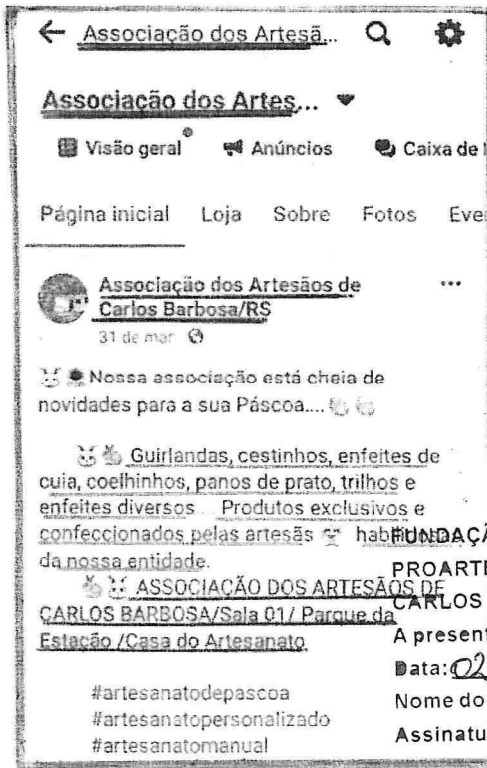 Associação dos Artesã...
Associação dos Artes...
Visão geral Anúncios Caixa de
Página inicial Loja Sobre Fotos Eve
Associação dos Artesãos de
Carlos Barbosa/RS
31 de mar
Nossa associação está cheia de
novidades para a sua Páscoa....
Guirlandas, cestinhos, enfeites de
cuia, coelhinhos, panos de prato, trilhos e
enfeites diversos Produtos exclusivos e
confeccionados pelas artesãs
da nossa entidade.
ASSOCIAÇÃO DOS ARTESÃOS DE
CARLOS BARBOSA/Sala 01/ Parque da
Estação /Casa do Artesanato
#artesanatodepascoa
#artesanatopersonalizado
#artesanatomanual
FUNDAÇÃ
PROARTE
CARLOS
A present
Data: 02
Nome do
Assinatu